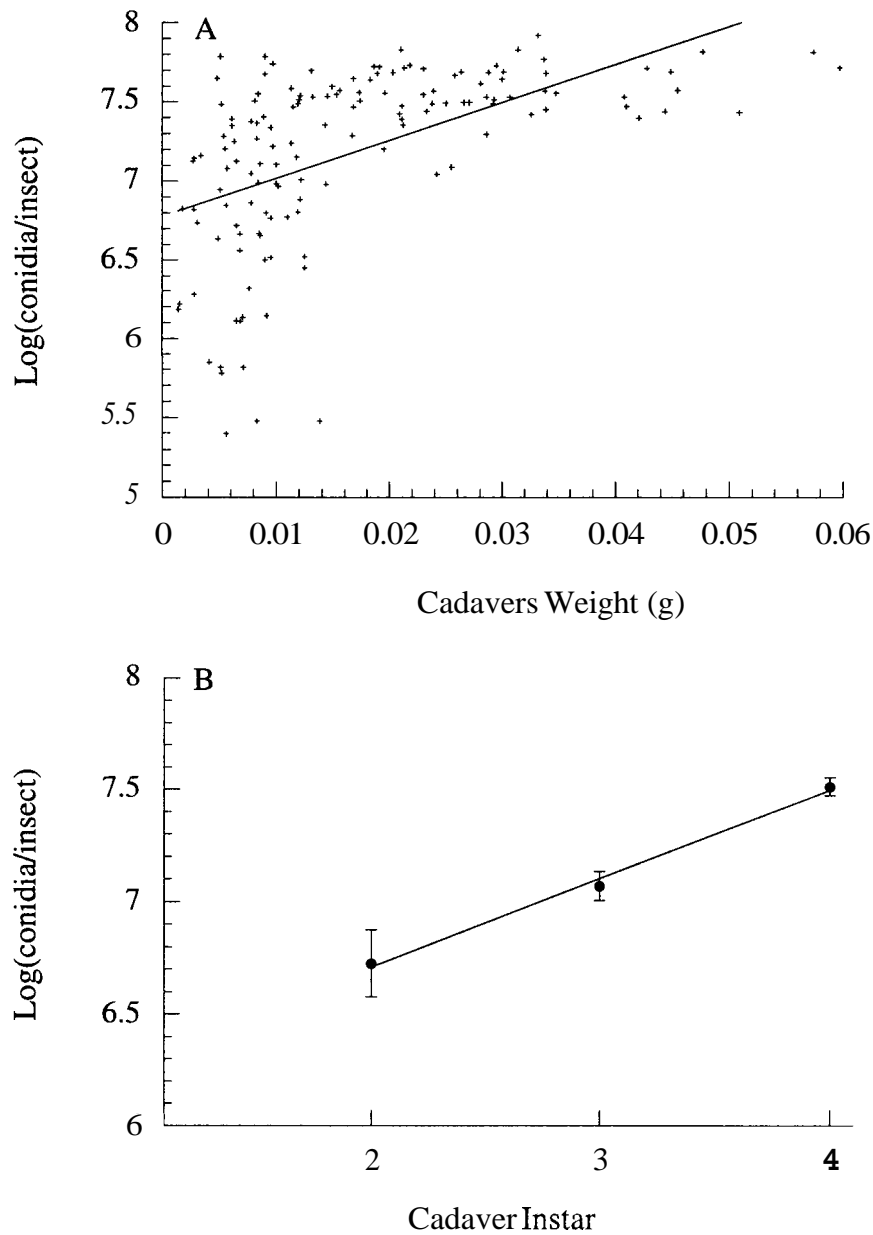 A
8
7.5
7
6.5
6
5.5
5
Log(conidia/insect)
0 0.01 0.02 0.03 0.04 0.05 0.06
Cadavers Weight (g)
B
8
7.5
7
6.5
6
Log(conidia/insect)
2 3 4
Cadaver Instar